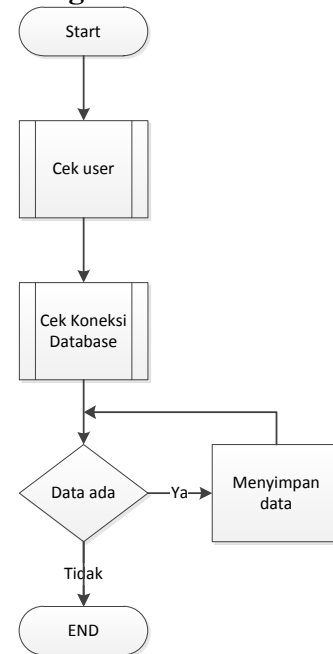 Start
Cek user
Cek Koneksi
Database
Data ada
Ya
Menyimpan
data
Tidak
END